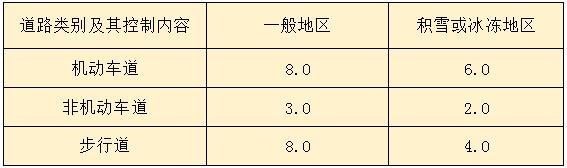 道路类别及其控制内容 一般地区 积雪或冰冻地区
机动车道 8.0 6.0
非机动车道 3.0 2.0
步行道 8.0 4.0